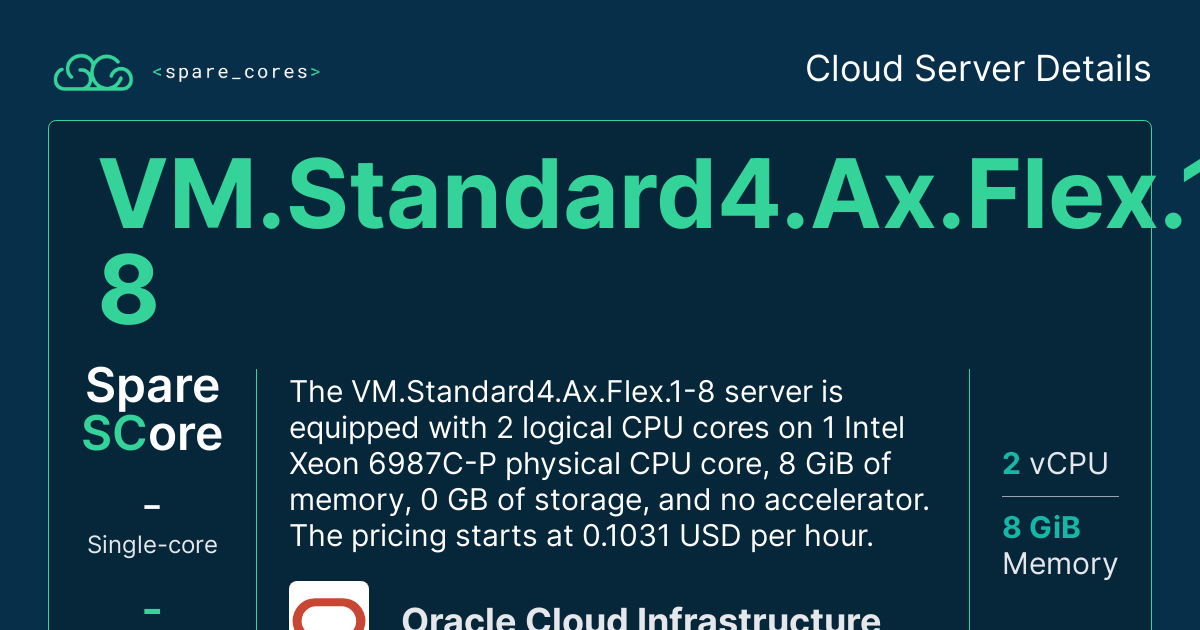 <spare_cores>
Cloud Server Details
VM.Standard4.Ax.Flex.1-
8
Spare
SCore
–
Single-core
–
The VM.Standard4.Ax.Flex.1-8 server is
equipped with 2 logical CPU cores on 1 Intel
Xeon 6987C-P physical CPU core, 8 GiB of
memory, 0 GB of storage, and no accelerator.
The pricing starts at 0.1031 USD per hour.
Oracle Cloud Infrastructure
2 vCPU
8 GiB
Memory